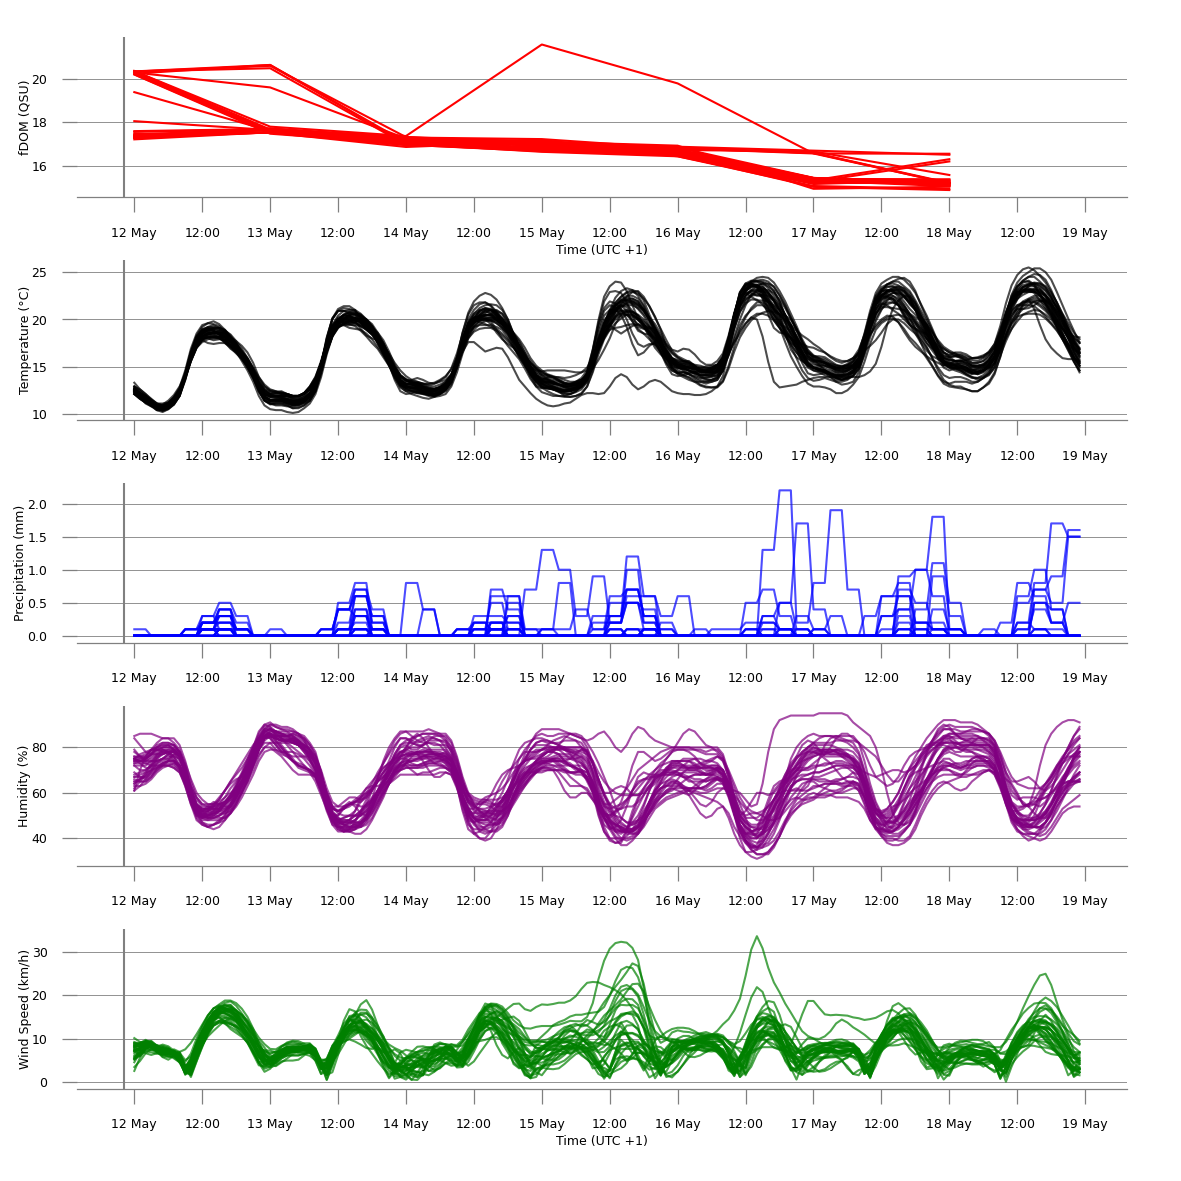 fDOM (QSU)
20
18
16
12 May 12:00 13 May 12:00 14 May 12:00 15 May 12:00 16 May 12:00 17 May 12:00 18 May 12:00 19 May
Time (UTC +1)
Temperature (°C)
25
20
15
10
12 May 12:00 13 May 12:00 14 May 12:00 15 May 12:00 16 May 12:00 17 May 12:00 18 May 12:00 19 May
Precipitation (mm)
2.0
1.5
1.0
0.5
0.0
12 May 12:00 13 May 12:00 14 May 12:00 15 May 12:00 16 May 12:00 17 May 12:00 18 May 12:00 19 May
Humidity (%)
80
60
40
12 May 12:00 13 May 12:00 14 May 12:00 15 May 12:00 16 May 12:00 17 May 12:00 18 May 12:00 19 May
Wind Speed (km/h)
30
20
10
0
12 May 12:00 13 May 12:00 14 May 12:00 15 May 12:00 16 May 12:00 17 May 12:00 18 May 12:00 19 May
Time (UTC +1)